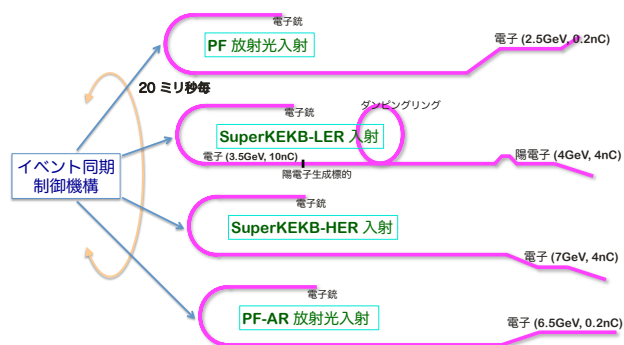 電子銃
PF 放射光入射
電子 (2.5GeV, 0.2nC)
20 ミリ秒毎
電子銃
ダンピングリング
SuperKEKB-LER 入射
電子 (3.5GeV, 10nC)
陽電子生成標的
陽電子 (4GeV, 4nC)
イベント同期
制御機構
電子銃
SuperKEKB-HER 入射
電子 (7GeV, 4nC)
電子銃
PF-AR 放射光入射
電子 (6.5GeV, 0.2nC)